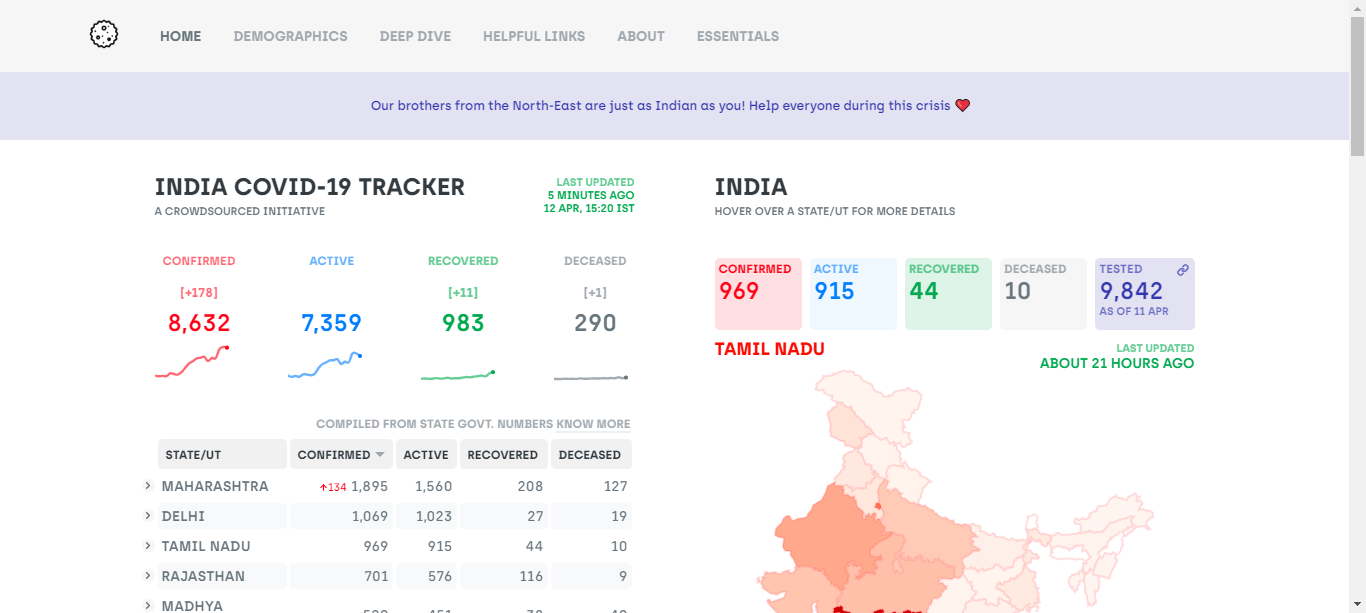 HOME DEMOGRAPHICS DEEP DIVE HELPFUL LINKS ABOUT ESSENTIALS
Our brothers from the North-East are just as Indian as you! Help everyone during this crisis
INDIA COVID-19 TRACKER
A CROWDSOURCED INITIATIVE
LAST UPDATED
5 MINUTES AGO
12 APR, 15:20 IST
CONFIRMED ACTIVE RECOVERED DECEASED
[+178] [+11] [+1]
8,632 7,359 983 290
COMPILED FROM STATE GOVT. NUMBERS KNOW MORE
STATE/UT CONFIRMED ACTIVE RECOVERED DECEASED
MAHARASHTRA ↑134 1,895 1,560 208 127
DELHI 1,069 1,023 27 19
TAMIL NADU 969 915 44 10
RAJASTHAN 701 576 116 9
MADHYA
INDIA
HOVER OVER A STATE/UT FOR MORE DETAILS
CONFIRMED ACTIVE RECOVERED DECEASED TESTED
969 915 44 10 9,842
AS OF 11 APR
TAMIL NADU
LAST UPDATED
ABOUT 21 HOURS AGO